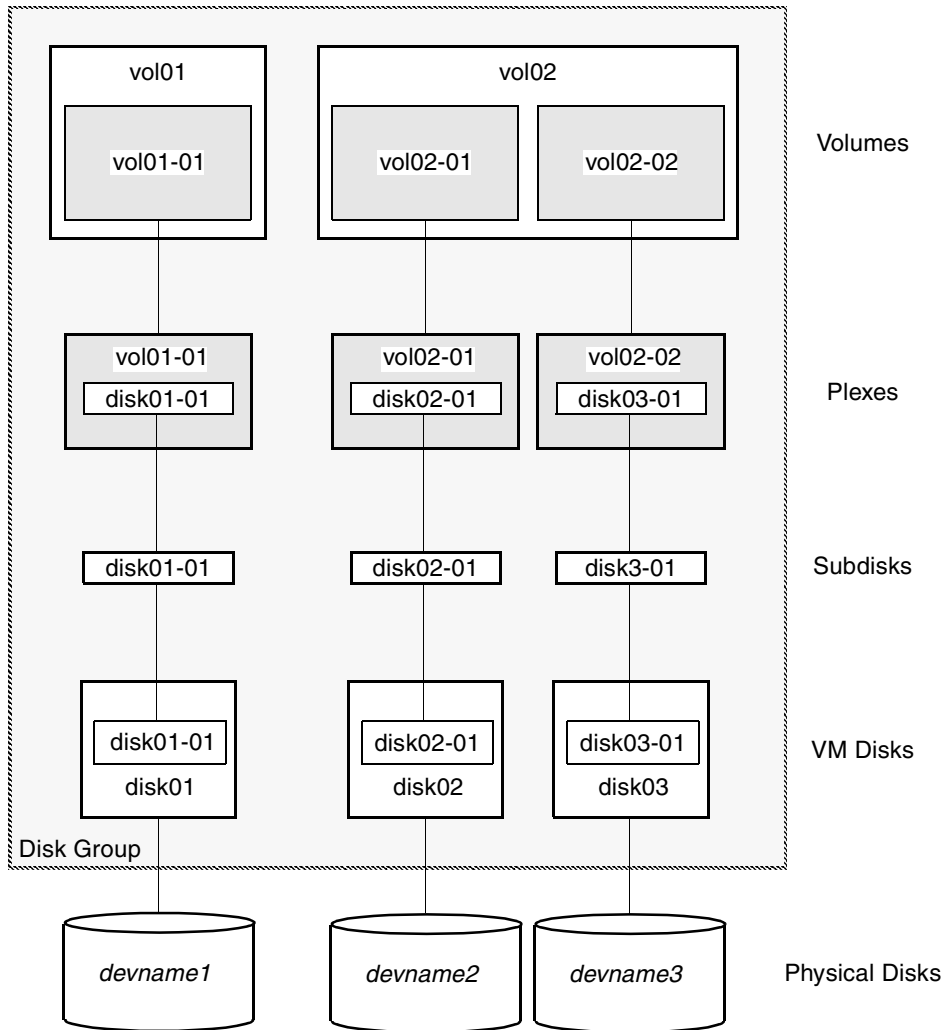 vol01
vol02
vol01-01
vol02-01
vol02-02
Volumes
vol01-01
vol02-01
vol02-02
disk01-01
disk02-01
disk03-01
Plexes
disk01-01
disk02-01
disk3-01
Subdisks
disk01-01
disk02-01
disk03-01
VM Disks
disk01
disk02
disk03
Disk Group
devname1
devname2
devname3
Physical Disks